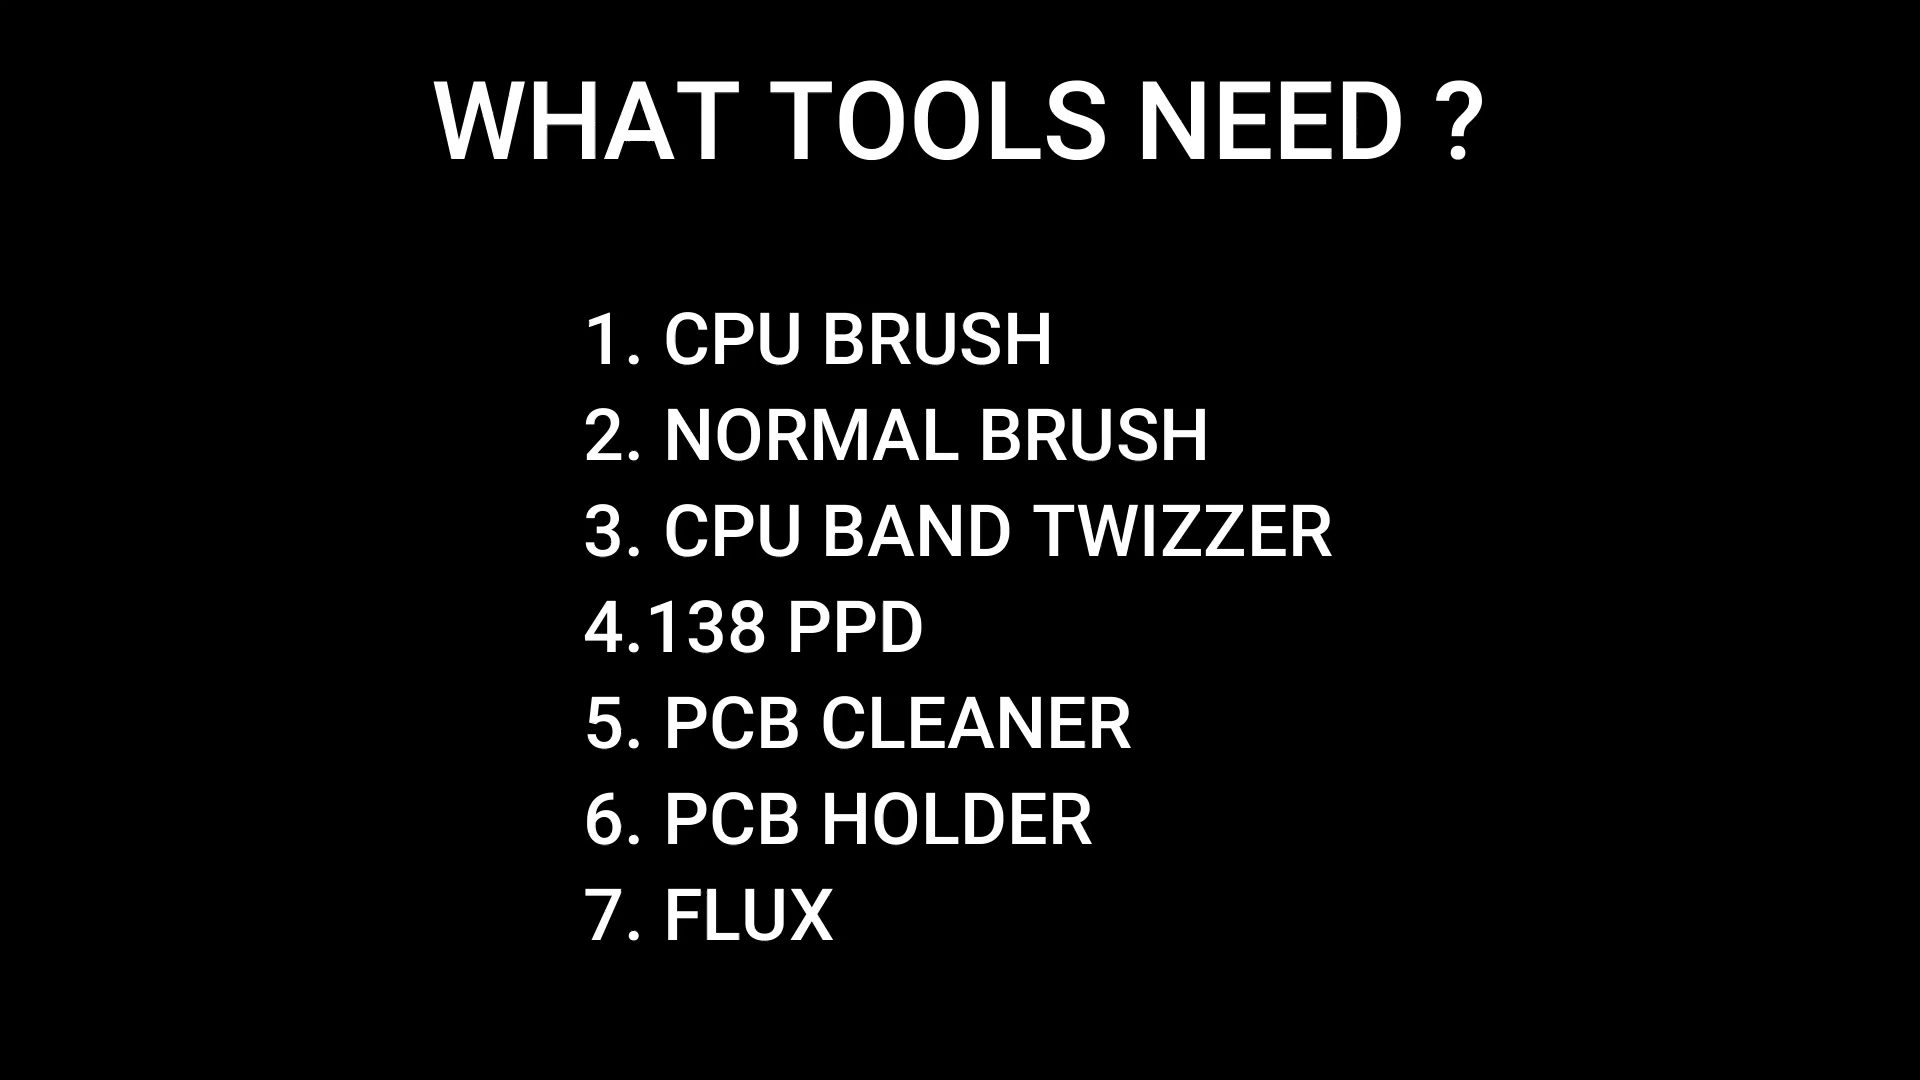 WHAT TOOLS NEED ?
1. CPU BRUSH
2. NORMAL BRUSH
3. CPU BAND TWIZZER
4.138 PPD
5. PCB CLEANER
6. PCB HOLDER
7. FLUX